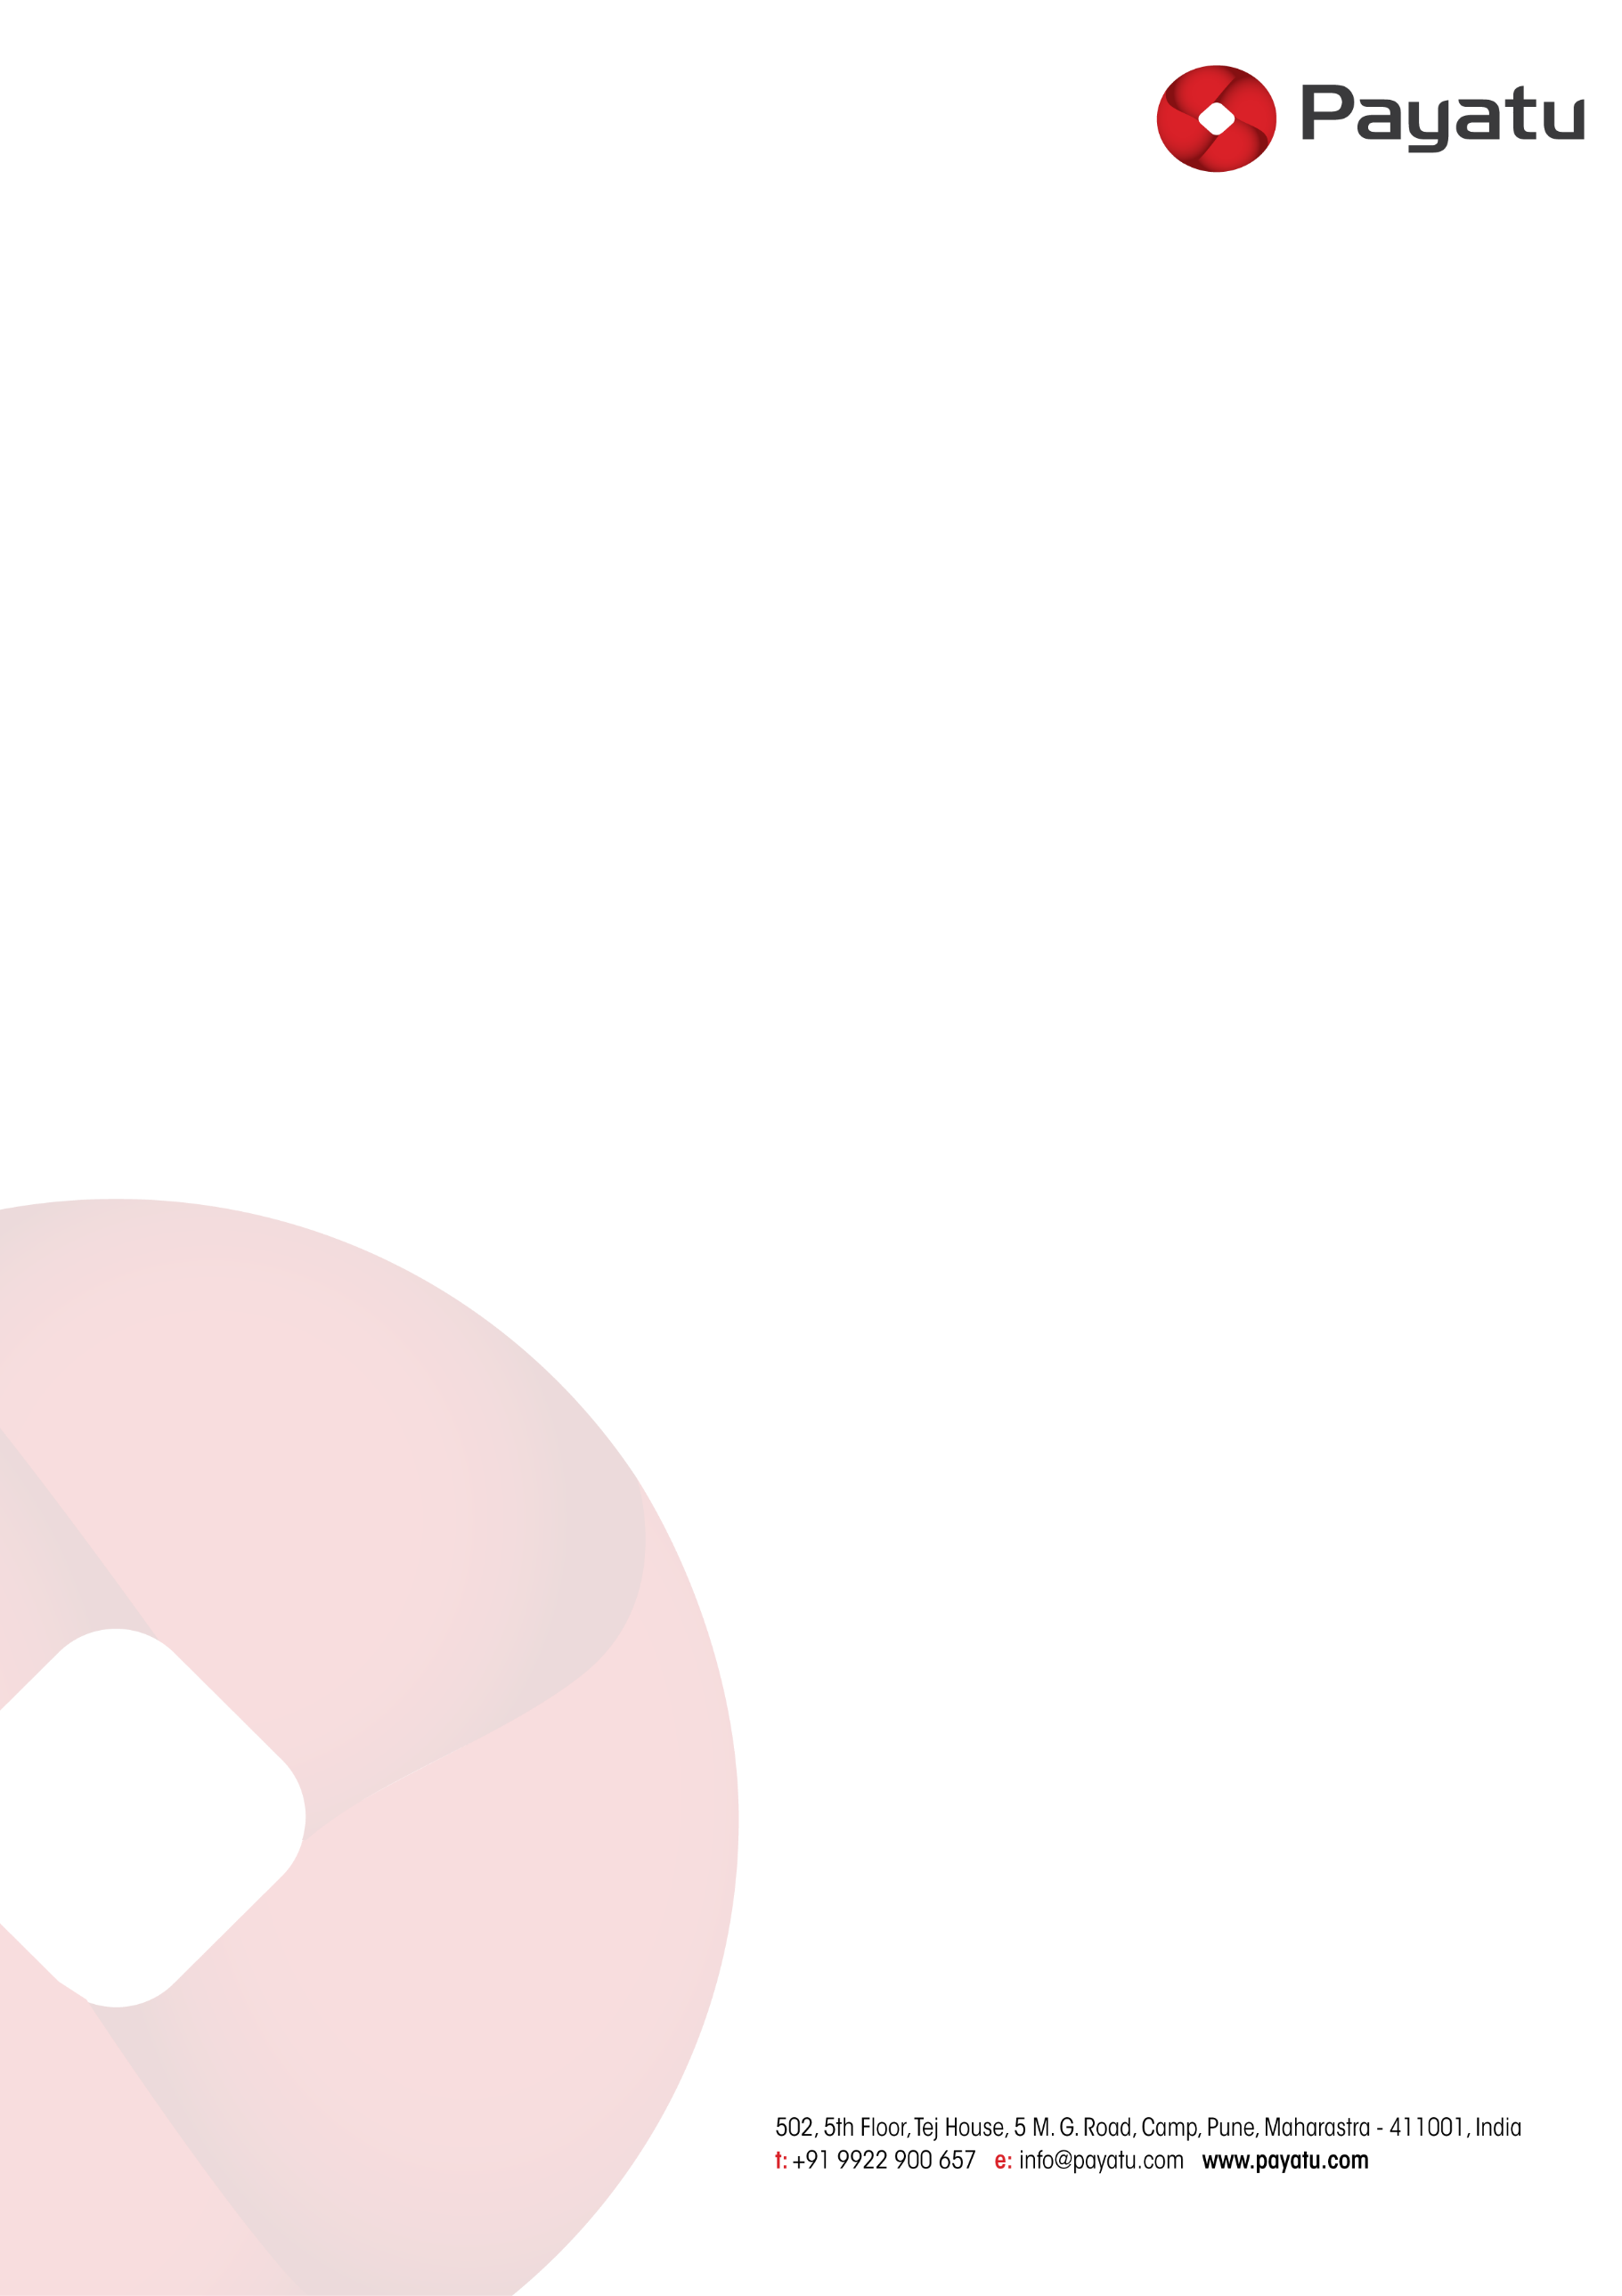 Payatu
502, 5th Floor, Tej House, 5 M. G. Road, Camp, Pune, Maharastra - 411001, India
t: +91 9922 900 657 e: info@payatu.com www.payatu.com